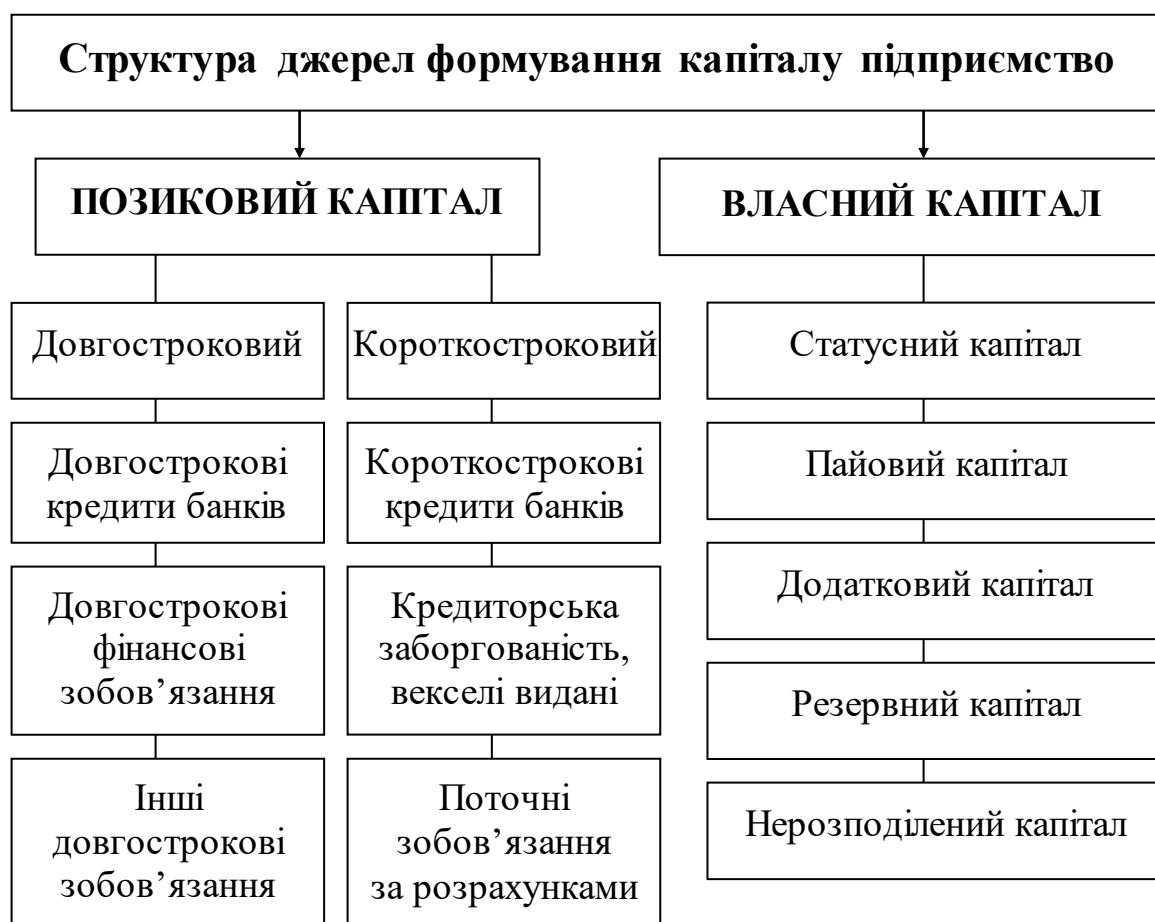 Структура джерел формування капіталу підприємство
ПОЗИКОВИЙ КАПІТАЛ
ВЛАСНИЙ КАПІТАЛ
Довгостроковий
Короткостроковий
Статусний капітал
Довгострокові
кредити банків
Короткострокові
кредити банків
Пайовий капітал
Довгострокові
фінансові
зобов’язання
Кредиторська
заборгованість,
векселі видані
Додатковий капітал
Резервний капітал
Інші
довгострокові
зобов’язання
Поточні
зобов’язання
за розрахунками
Нерозподілений капітал